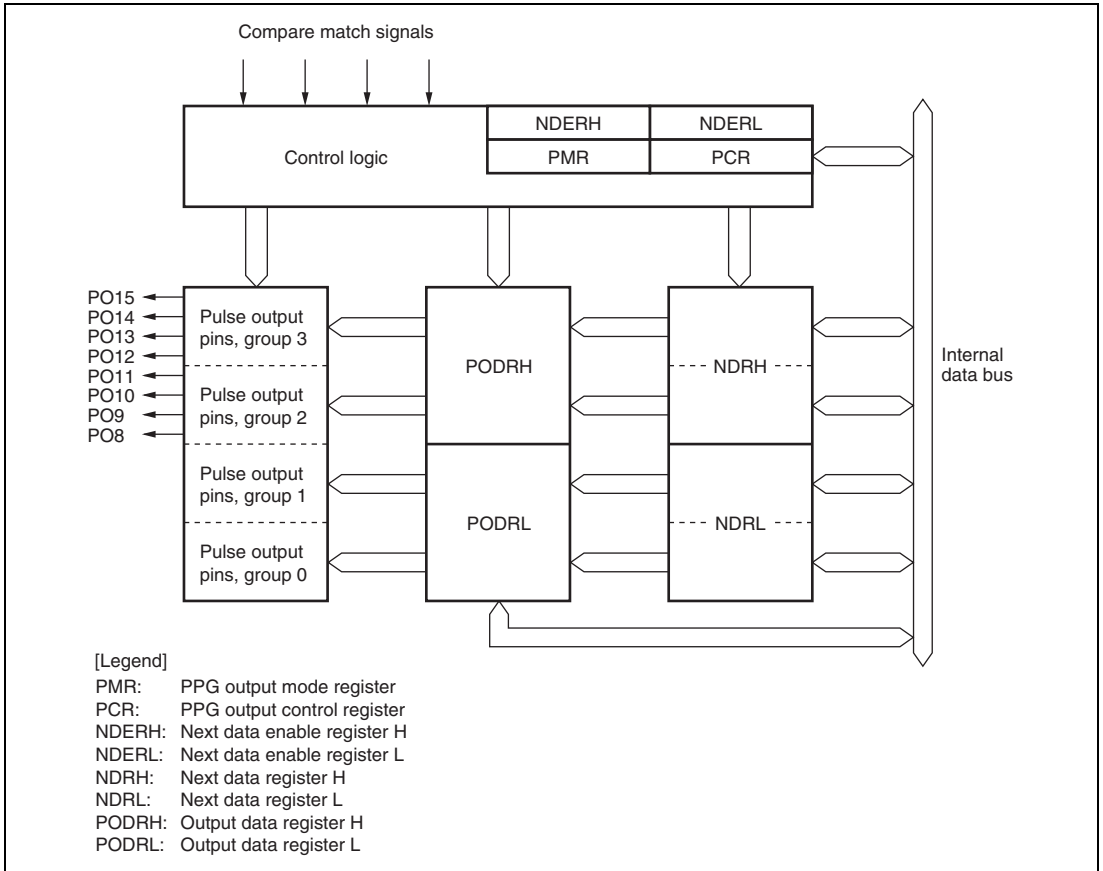 Compare match signals
NDERH NDERL
Control logic PMR PCR
PO15
PO14
PO13
PO12
PO11
PO10
PO9
PO8
Pulse output
pins, group 3
Pulse output
pins, group 2
Pulse output
pins, group 1
Pulse output
pins, group 0
PODRH
PODRL
NDRH
NDRL
Internal
data bus
[Legend]
PMR: PPG output mode register
PCR: PPG output control register
NDERH: Next data enable register H
NDERL: Next data enable register L
NDRH: Next data register H
NDRL: Next data register L
PODRH: Output data register H
PODRL: Output data register L